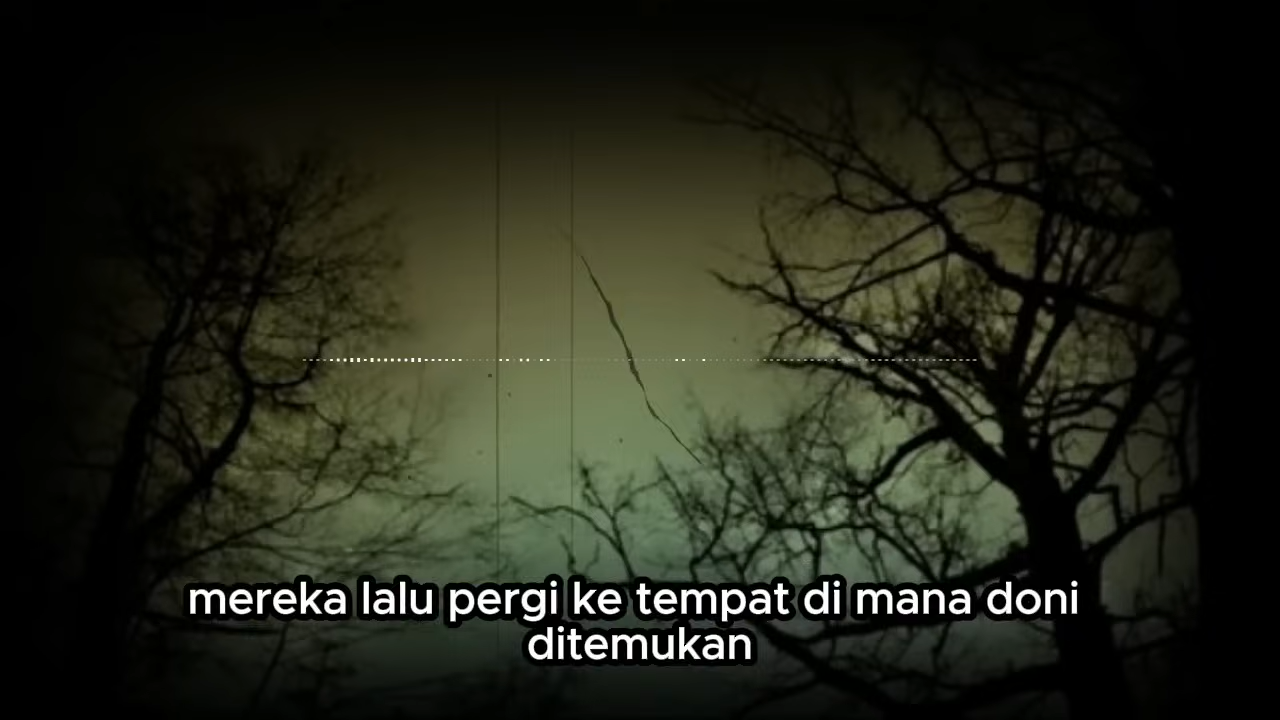 mereka lalu pergi ke tempat di mana doni
ditemukan